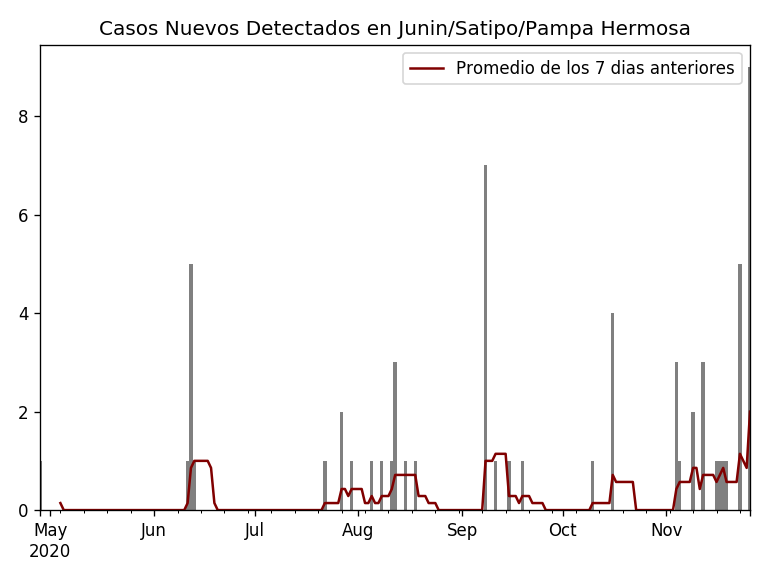 Casos Nuevos Detectados en Junin/Satipo/Pampa Hermosa
Promedio de los 7 dias anteriores
8
6
4
2
0
May Jun Jul Aug Sep Oct Nov
2020